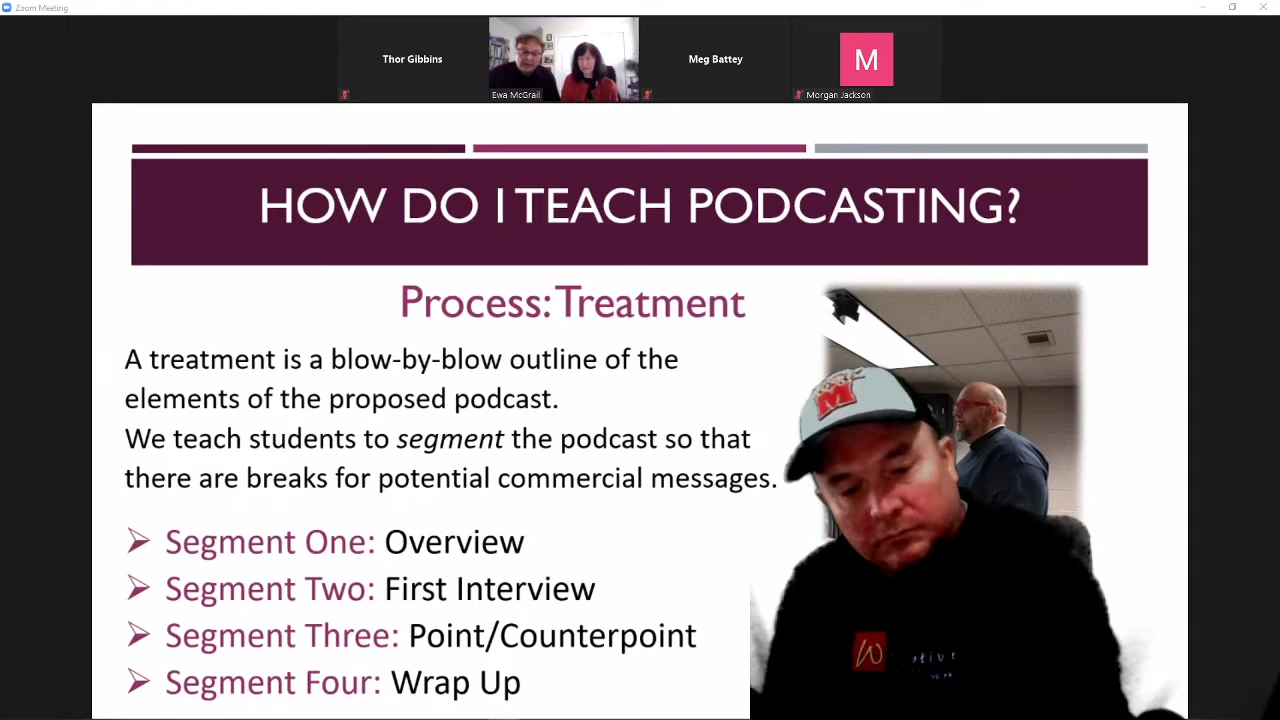 Zoom Meeting
Thor Gibbins
Ewa McGrail
Meg Battey
M
Morgan Jackson
HOW DO I TEACH PODCASTING?
Process: Treatment
A treatment is a blow-by-blow outline of the
elements of the proposed podcast.
We teach students to segment the podcast so that
there are breaks for potential commercial messages.
M
Segment One: Overview
Segment Two: First Interview
Segment Three: Point/Counterpoint
W
Segment Four: Wrap Up